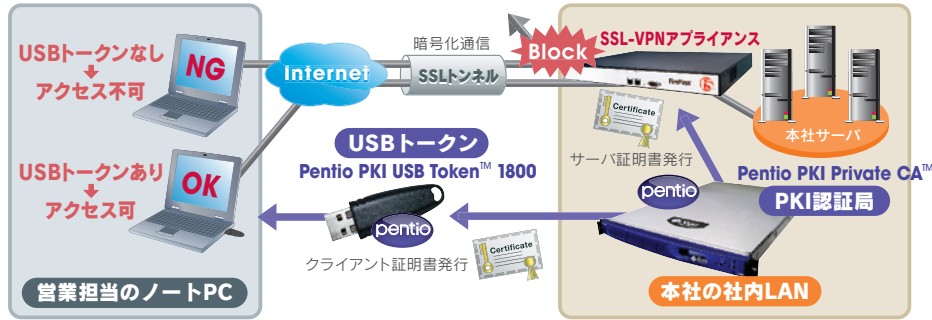 USBトークンなし
アクセス不可
NG
Internet
暗号化通信
SSLトンネル
Block
SSL-VPNアプライアンス
FirePass
f5
Certificate
サーバ証明書発行
本社サーバ
USBトークンあり
アクセス可
OK
USBトークン
Pentio PKI USB Token™ 1800
pentio
クライアント証明書発行
Certificate
pentio
Pentio PKI Private CA™
PKI認証局
営業担当のノートPC
本社の社内LAN